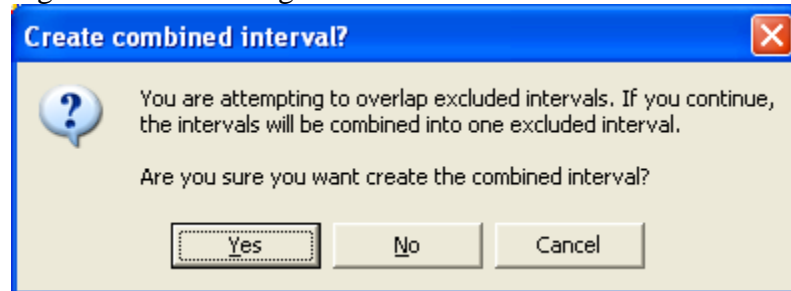 Create combined interval?
You are attempting to overlap excluded intervals. If you continue,
the intervals will be combined into one excluded interval.
Are you sure you want create the combined interval?
Yes No Cancel